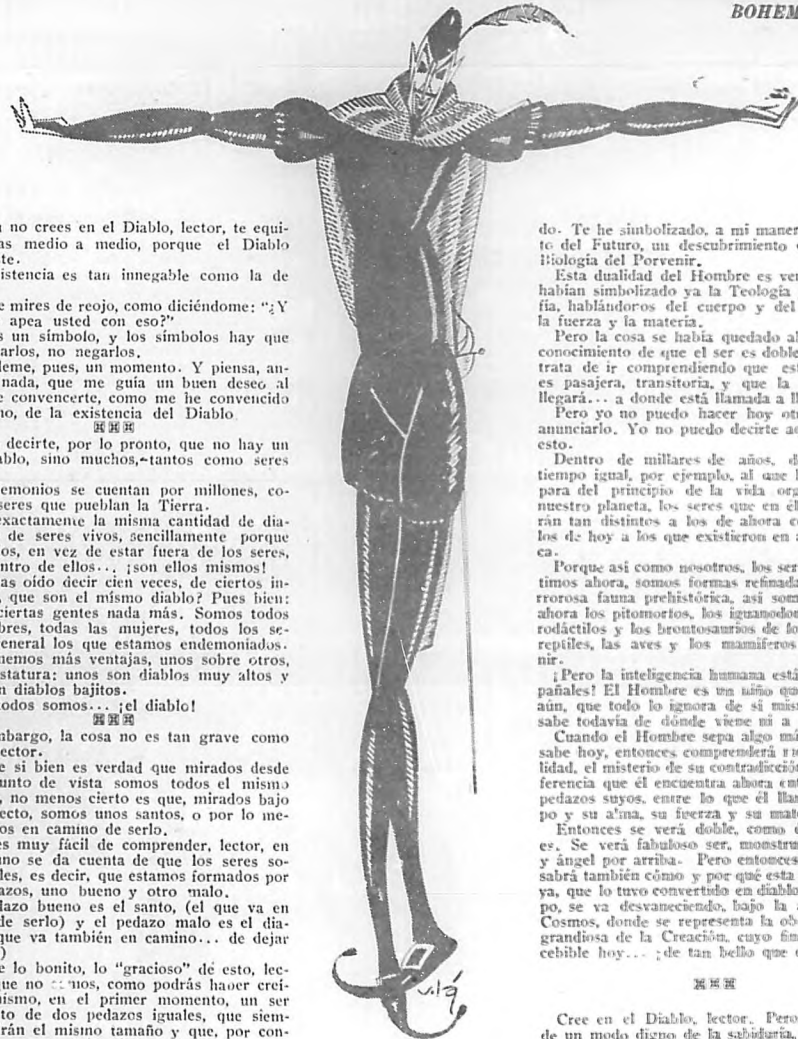 BOHEM
n no crees en el Diablo, lector, te equi-
as medio a medio, porque el Diablo
te.
istencia es tan innegable como la de
e mires de reojo, como diciéndome: "¿Y
apea usted con eso?"
s un símbolo, y los símbolos hay que
arlos, no negarlos.
deme, pues, un momento. Y piensa, an-
nada, que me guía un buen deseo al
e convencerte, como me he convencido
no, de la existencia del Diablo
decirte, por lo pronto, que no hay un
ablo, sino muchos, tantos como seres
emonios se cuentan por millones, co-
seres que pueblan la Tierra.
exactamente la misma cantidad de dia-
de seres vivos, sencillamente porque
os, en vez de estar fuera de los seres,
entro de ellos... ¡son ellos mismos!
as oído decir cien veces, de ciertos in-
, que son el mísmo diablo? Pues bien:
ciertas gentes nada más. Somos todos
bres, todas las mujeres, todos los se-
eneral los que estamos endemoniados.
nemos más ventajas, unos sobre otros,
statura: unos son diablos muy altos y
n diablos bajitos.
odos somos... ¡el diablo!
mbargo, la cosa no es tan grave como
ector.
e si bien es verdad que mirados desde
unto de vista somos todos el mismo
, no menos cierto es que, mirados bajo
ecto, somos unos santos, o por lo me-
os en camino de serlo.
es muy fácil de comprender, lector, en
uno se da cuenta de que los seres so-
les, es decir, que estamos formados por
azos, uno bueno y otro malo.
dazo bueno es el santo, (el que va en
de serlo) y el pedazo malo es el dia-
que va también en camino... de dejar
)
e lo bonito, lo "gracioso" de esto, lec-
que no mos, como podrás haber creí-
ismo, en el primer momento, un ser
to de dos pedazos iguales, que siem-
rán el mismo tamaño y que, por con-
vilá
do. Te he simbolizado, a mi maner
to del Futuro, un descubrimiento
Biología del Porvenir.
Esta dualidad del Hombre es ver
habían simbolizado ya la Teología
fía, hablándonos del cuerpo y del
la fuerza y la materia.
Pero la cosa se había quedado al
conocimiento de que el ser es doble
trata de ir comprendiendo que est
es pasajera, transitoria, y que la
llegará... a donde está llamada a ll
Pero yo no puedo hacer hoy otr
anunciarlo. Yo no puedo decirte ac
esto.
Dentro de millares de años, d
tiempo igual, por ejemplo, al que
para del principio de la vida org
nuestro planeta, los seres que en él
rán tan distintos a los de ahora c
los de hoy a los que existieron en
ca.
Porque así como nosotros, los ser
timos ahora, somos formas refinada
rrorosa fauna prehistórica, así som
ahora los pitomortos, los iguanodon
rodáctilos y los brontosaurios de lo
reptiles, las aves y los mamíferos
nir.
¡Pero la inteligencia humana está
pañales! El Hombre es un niño qu
aún, que todo lo ignora de sí mis
sabe todavía de dónde viene ni a
Cuando el Hombre sepa algo má
sabe hoy, entonces comprenderá
lidad, el misterio de su contradicció
ferencia que él encuentra ahora ent
pedazos suyos, entre lo que él lla
po y su alma, su fuerza y su mat
Entonces se verá doble, como
es. Se verá fabuloso ser, monstru
y ángel por arriba. Pero entonces
sabrá también cómo y por qué esta
ya, que lo tuvo convertido en diablo
po, se va desvaneciendo, bajo la
Cosmos, donde se representa la ob
grandiosa de la Creación, cuyo fin
cebible hoy... ¡de tan bello que
Cree en el Diablo, lector. Pero
de un modo digno de la sabiduría.